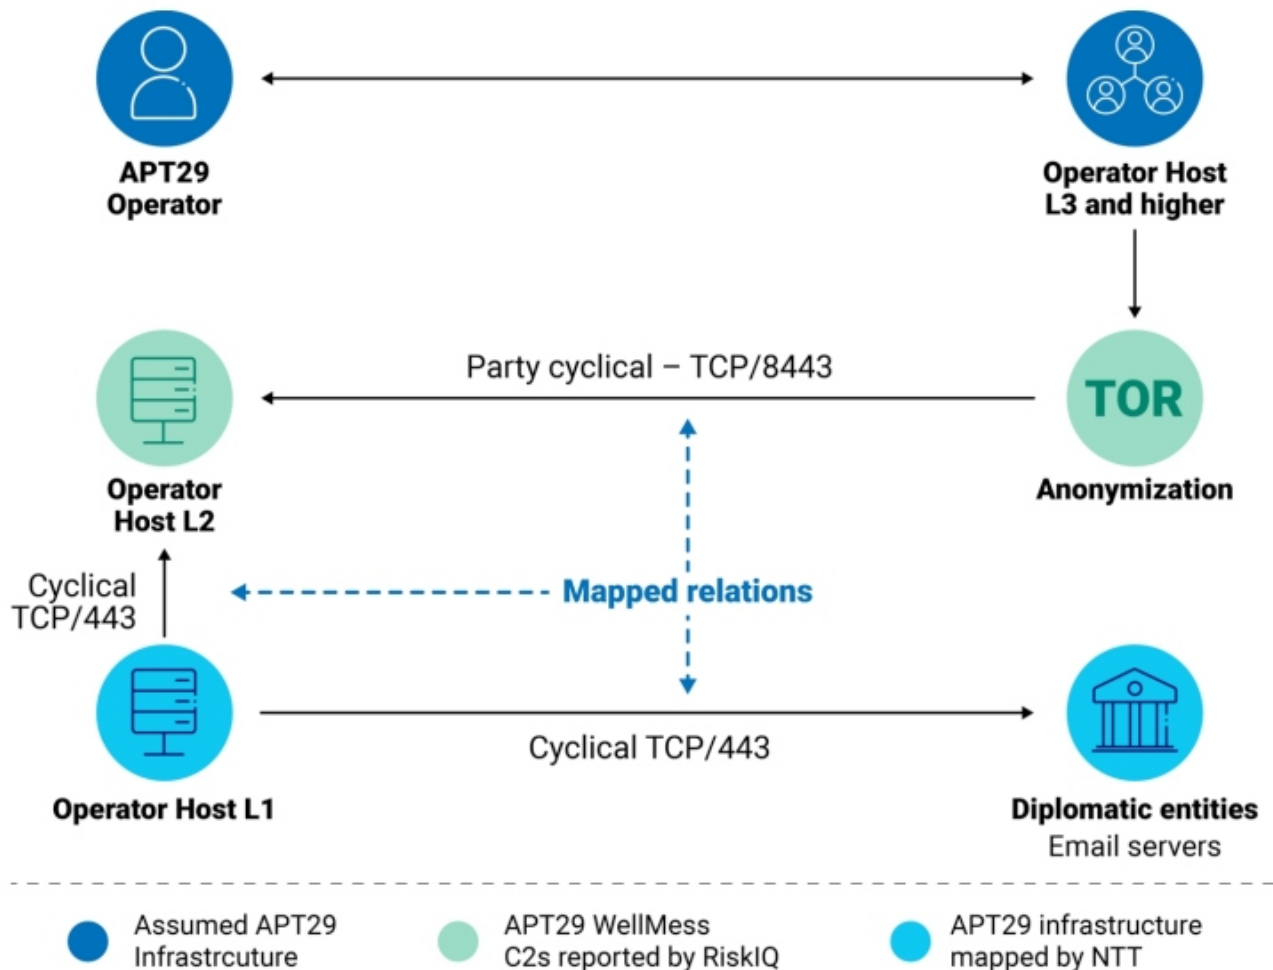 APT29
Operator
Operator Host
L3 and higher
Party cyclical – TCP/8443
TOR
Operator
Host L2
Anonymization
Cyclical
TCP/443
Mapped relations
Cyclical TCP/443
Operator Host L1
Diplomatic entities
Email servers
Assumed APT29
Infrastrcuture
APT29 WellMess
C2s reported by RiskIQ
APT29 infrastructure
mapped by NTT